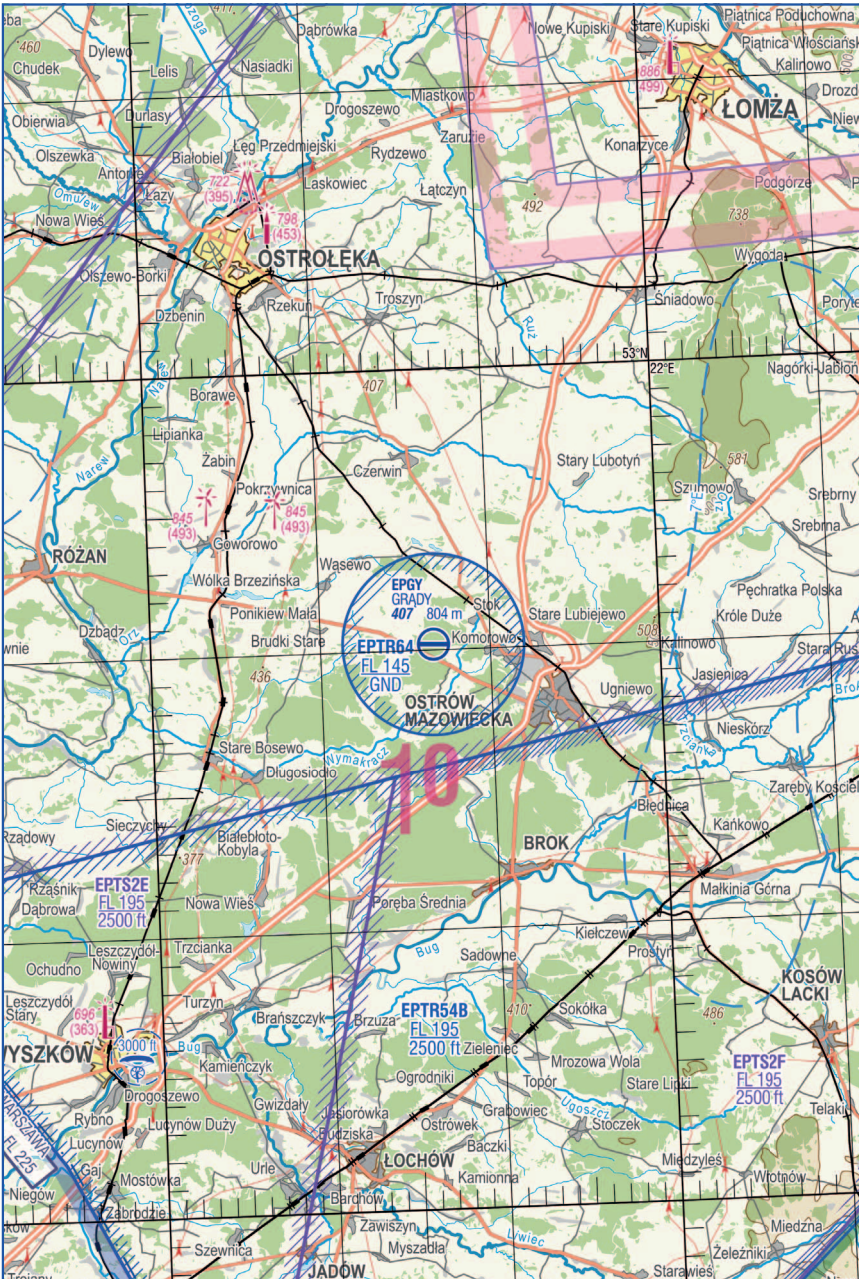 460
Dylewo
Chudek
Lelis
Nasiadki
Dąbrówka
Nowe Kupiski
Stare Kupiski
Piątnica Poduchowna
Kalinowo
886
(499)
ŁOMŻA
Obierwia
Durlasy
Drogoszewo
Miastkowo
Zaruzie
Konarzyce
Olszewka
Białobiel
Łęg Przedmiejski
Rydzewo
Antonie
Łazy
722
(395)
Laskowiec
Łątczyn
492
Podgórze
Omulew
Nowa Wieś
798
(453)
738
OSTROŁĘKA
Wygoda
Olszewo-Borki
Dzbenin
Rzekuń
Troszyn
Ruż
Śniadowo
53°N
22°E
Narew
Borawe
407
Lipianka
Narew
Żabin
Czerwin
Stary Lubotyń
581
Szumowo
7°E
Orz
Pokrzywnica
845
(493)
845
(493)
Srebrny
Srebrna
Goworowo
RÓŻAN
Wąsewo
EPGY
GRĄDY
407 804 m
Wólka Brzezińska
Stok
Stare Lubiejewo
Pęchratka Polska
Króle Duże
Ponikiew Mała
Dzbądz
Orz
Brudki Stare
EPTR64
FL 145
GND
Komorowo
508
Kalinowo
436
OSTRÓW
MAZOWIECKA
Ugniewo
Jasienica
Stare Bosewo
Wymakracz
Nieskórz
Długosiodło
10
Zaręby Kościel
Błędnica
Sieczychy
Białebłoto-
Kobyla
377
BROK
Kańkowo
Rząśnik
Dąbrowa
EPTS2E
FL 195
2500 ft
Nowa Wieś
Poręba Średnia
Małkinia Górna
Leszczydół-
Nowiny
Trzcianka
Bug
Kiełczew
Prostyń
Ochudno
Sadowne
KOSÓW
LACKI
Leszczydół
Stary
Turzyn
696
(363)
Brańszczyk
Brzuza
EPTR54B
FL 195
2500 ft
410
Sokółka
486
WYSZKÓW
3000 ft
Bug
Kamieńczyk
Zieleniec
Mrozowa Wola
EPTS2F
FL 195
2500 ft
Ogrodniki
Topór
Stare Lipki
Drogoszewo
Rybno
Gwizdały
Jasiorówka
Budziska
Grabowiec
Ostrówek
Ugoszcz
Stoczek
Telaki
Lucynów
Lucynów Duży
Baczki
FL 225
Gaj
Mostówka
Urle
ŁOCHÓW
Kamionna
Miedzyleś
Wrotnów
Niegów
Zabrodzie
Barchów
Zawiszyn
Liwiec
Miedzna
Szewnica
Myszadła
Żeleźniki
JADÓW
Starawieś